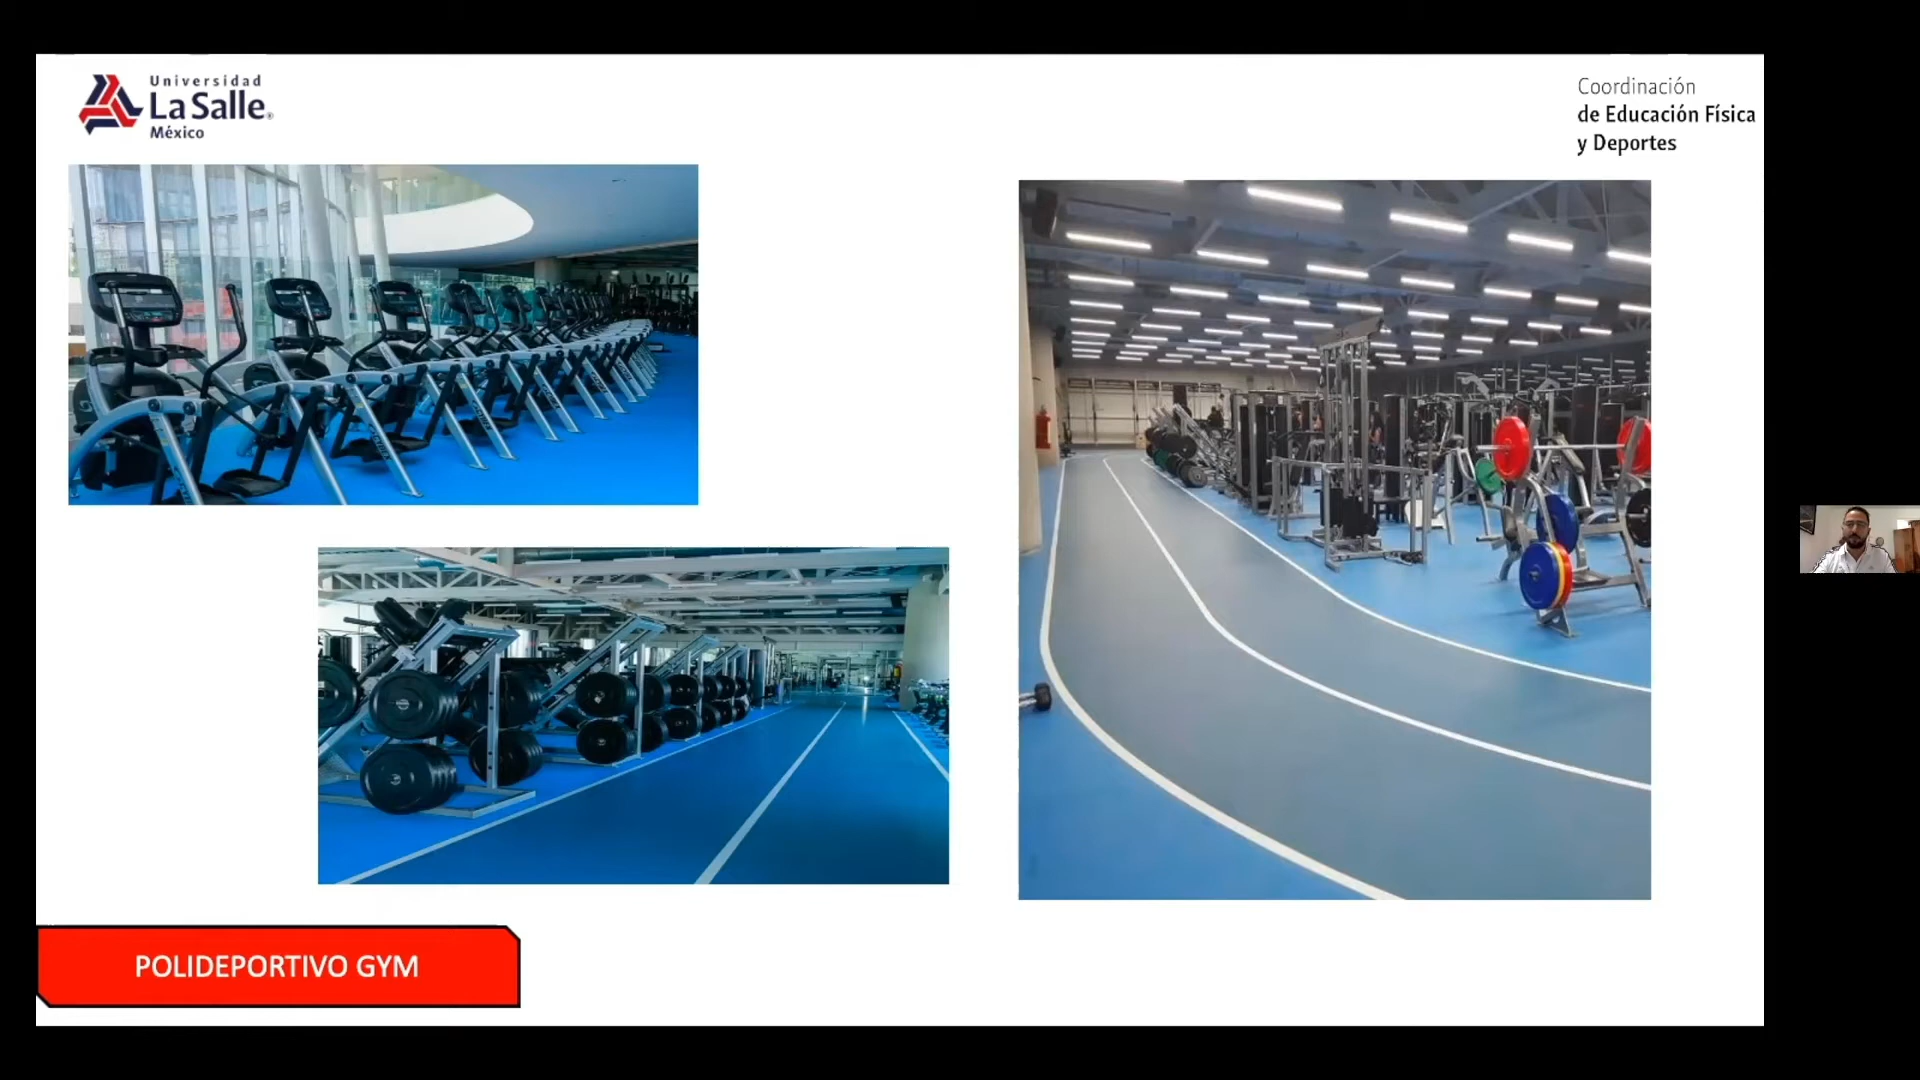 Universidad
La Salle®
México
Coordinación
de Educación Física
y Deportes
POLIDEPORTIVO GYM